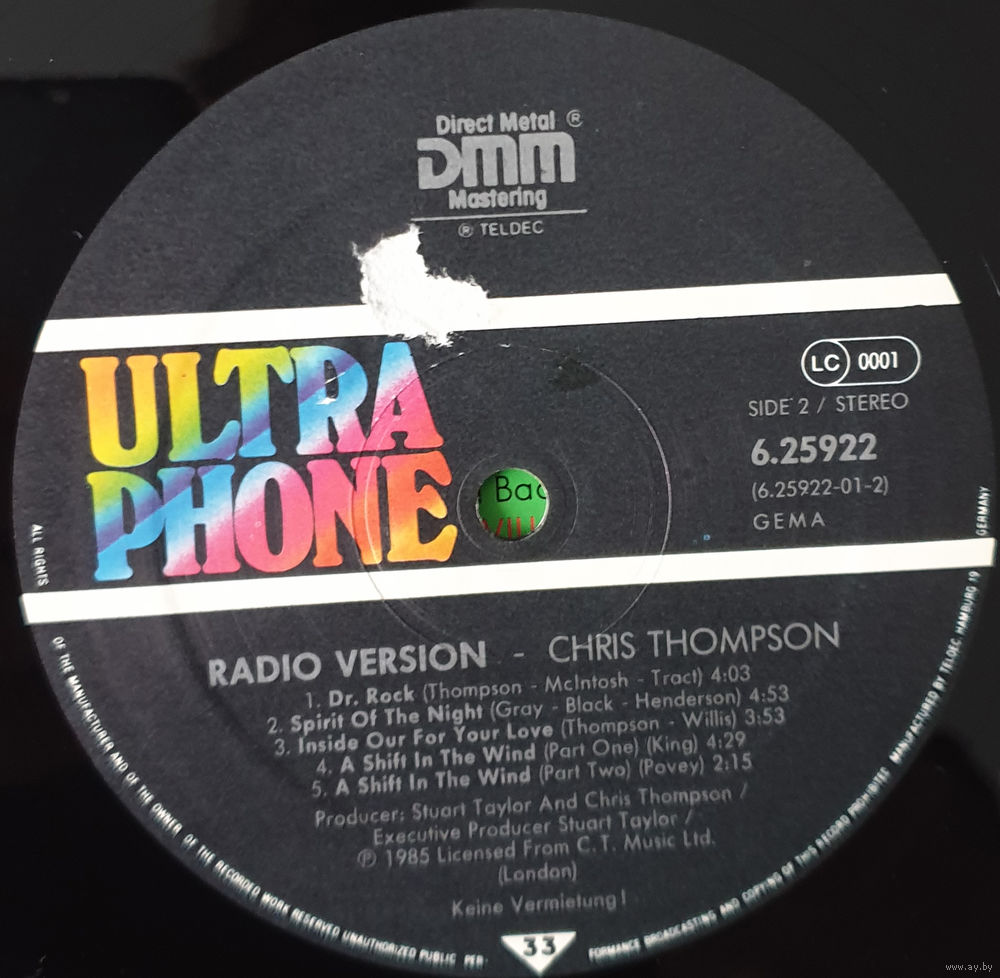 Direct Metal ®
DMM
Mastering
® TELDEC
ULTRA
PHONE
LC 0001
SIDE 2 / STEREO
6.25922
(6.25922-01-2)
GEMA
Bac
RADIO VERSION - CHRIS THOMPSON
1. Dr. Rock (Thompson - McIntosh - Tract) 4:03
2. Spirit Of The Night (Gray - Black - Henderson) 4:53
3. Inside Our For Your Love (Thompson - Willis) 3:53
4. A Shift In The Wind (Part One) (King) 4:29
5. A Shift In The Wind (Part Two) (Povey) 2:15
Producer: Stuart Taylor And Chris Thompson /
Executive Producer Stuart Taylor /
℗ 1985 Licensed From C.T. Music Ltd.
(London)
Keine Vermietung!
33
ALL RIGHTS OF THE MANUFACTURER AND OF THE OWNER OF THE RECORDED WORK RESERVED UNAUTHORIZED PUBLIC PER- FORMANCE BROADCASTING AND COPYING OF THIS RECORD PROHIBITED MANUFACTURED BY TELDEC HAMBURG 19 GERMANY
www.ay.by